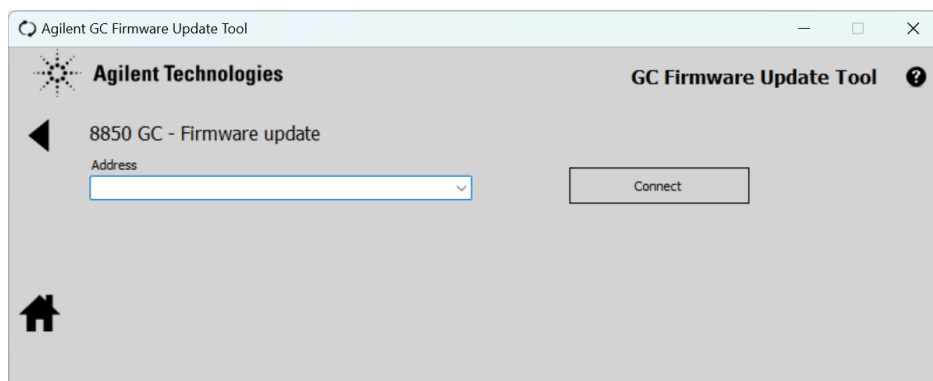 Agilent GC Firmware Update Tool
Agilent Technologies
GC Firmware Update Tool
8850 GC - Firmware update
Address
Connect